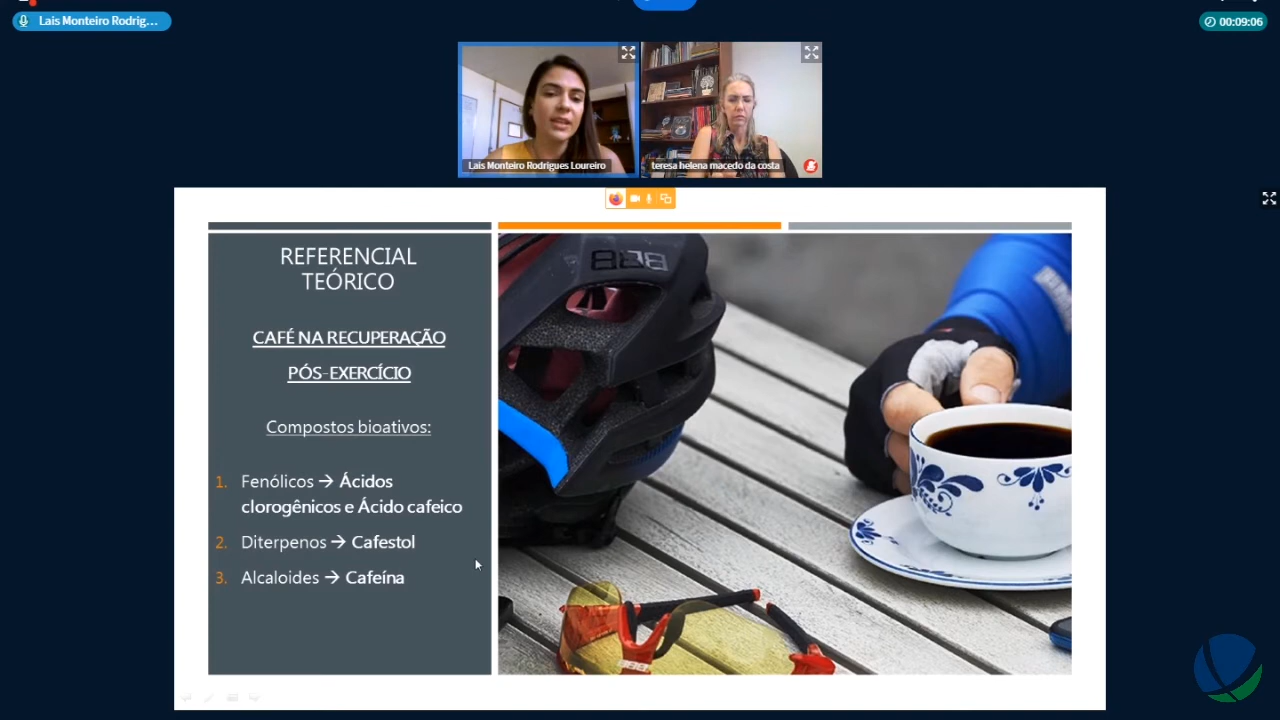 Lais Monteiro Rodrig...
00:09:06
Lais Monteiro Rodrigues Loureiro
teresa helena macedo da costa
REFERENCIAL
TEÓRICO
CAFÉ NA RECUPERAÇÃO
PÓS-EXERCÍCIO
Compostos bioativos:
1. Fenólicos → Ácidos
clorogênicos e Ácido cafeico
2. Diterpenos → Cafestol
3. Alcaloides → Cafeína